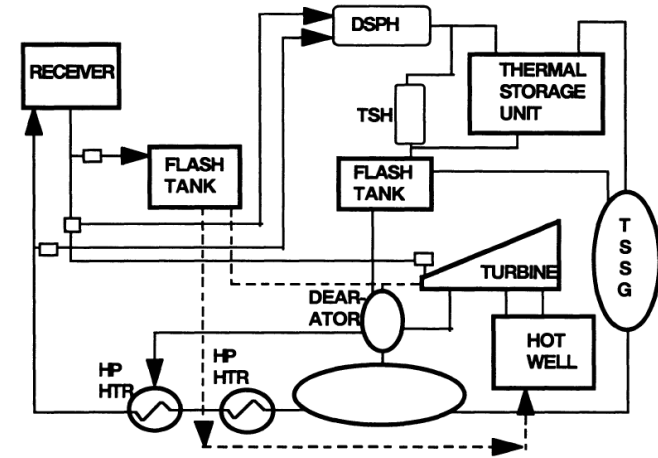 DSPH
RECEIVER
THERMAL
STORAGE
UNIT
TSH
FLASH
TANK
FLASH
TANK
T
S
S
G
TURBINE
DEAR-
ATOR
HOT
WELL
HP
HTR
HP
HTR